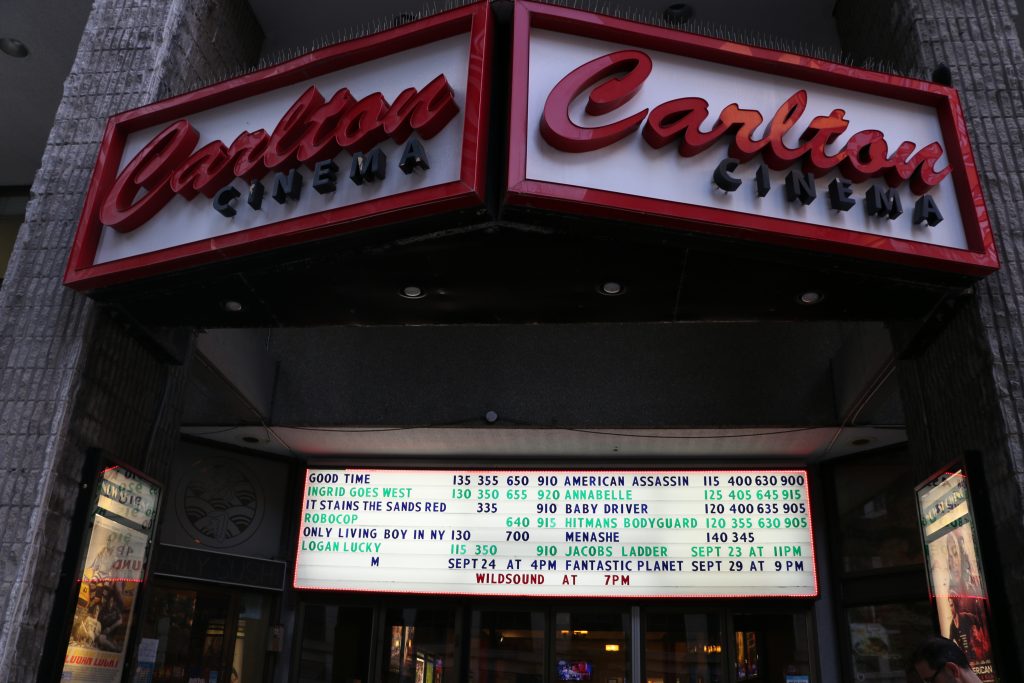 Carlton
CINEMA
Carlton
CINEMA
GOOD TIME 135 355 650 910 AMERICAN ASSASSIN 115 400 630 900
INGRID GOES WEST 130 350 655 920 ANNABELLE 125 405 645 915
IT STAINS THE SANDS RED 335 910 BABY DRIVER 120 400 635 905
ROBOCOP 640 915 HITMANS BODYGUARD 120 355 630 905
ONLY LIVING BOY IN NY 130 700 MENASHE 140 345
LOGAN LUCKY 115 350 910 JACOBS LADDER SEPT 23 AT 11PM
M SEPT 24 AT 4PM FANTASTIC PLANET SEPT 29 AT 9 PM
WILDSOUND AT 7PM